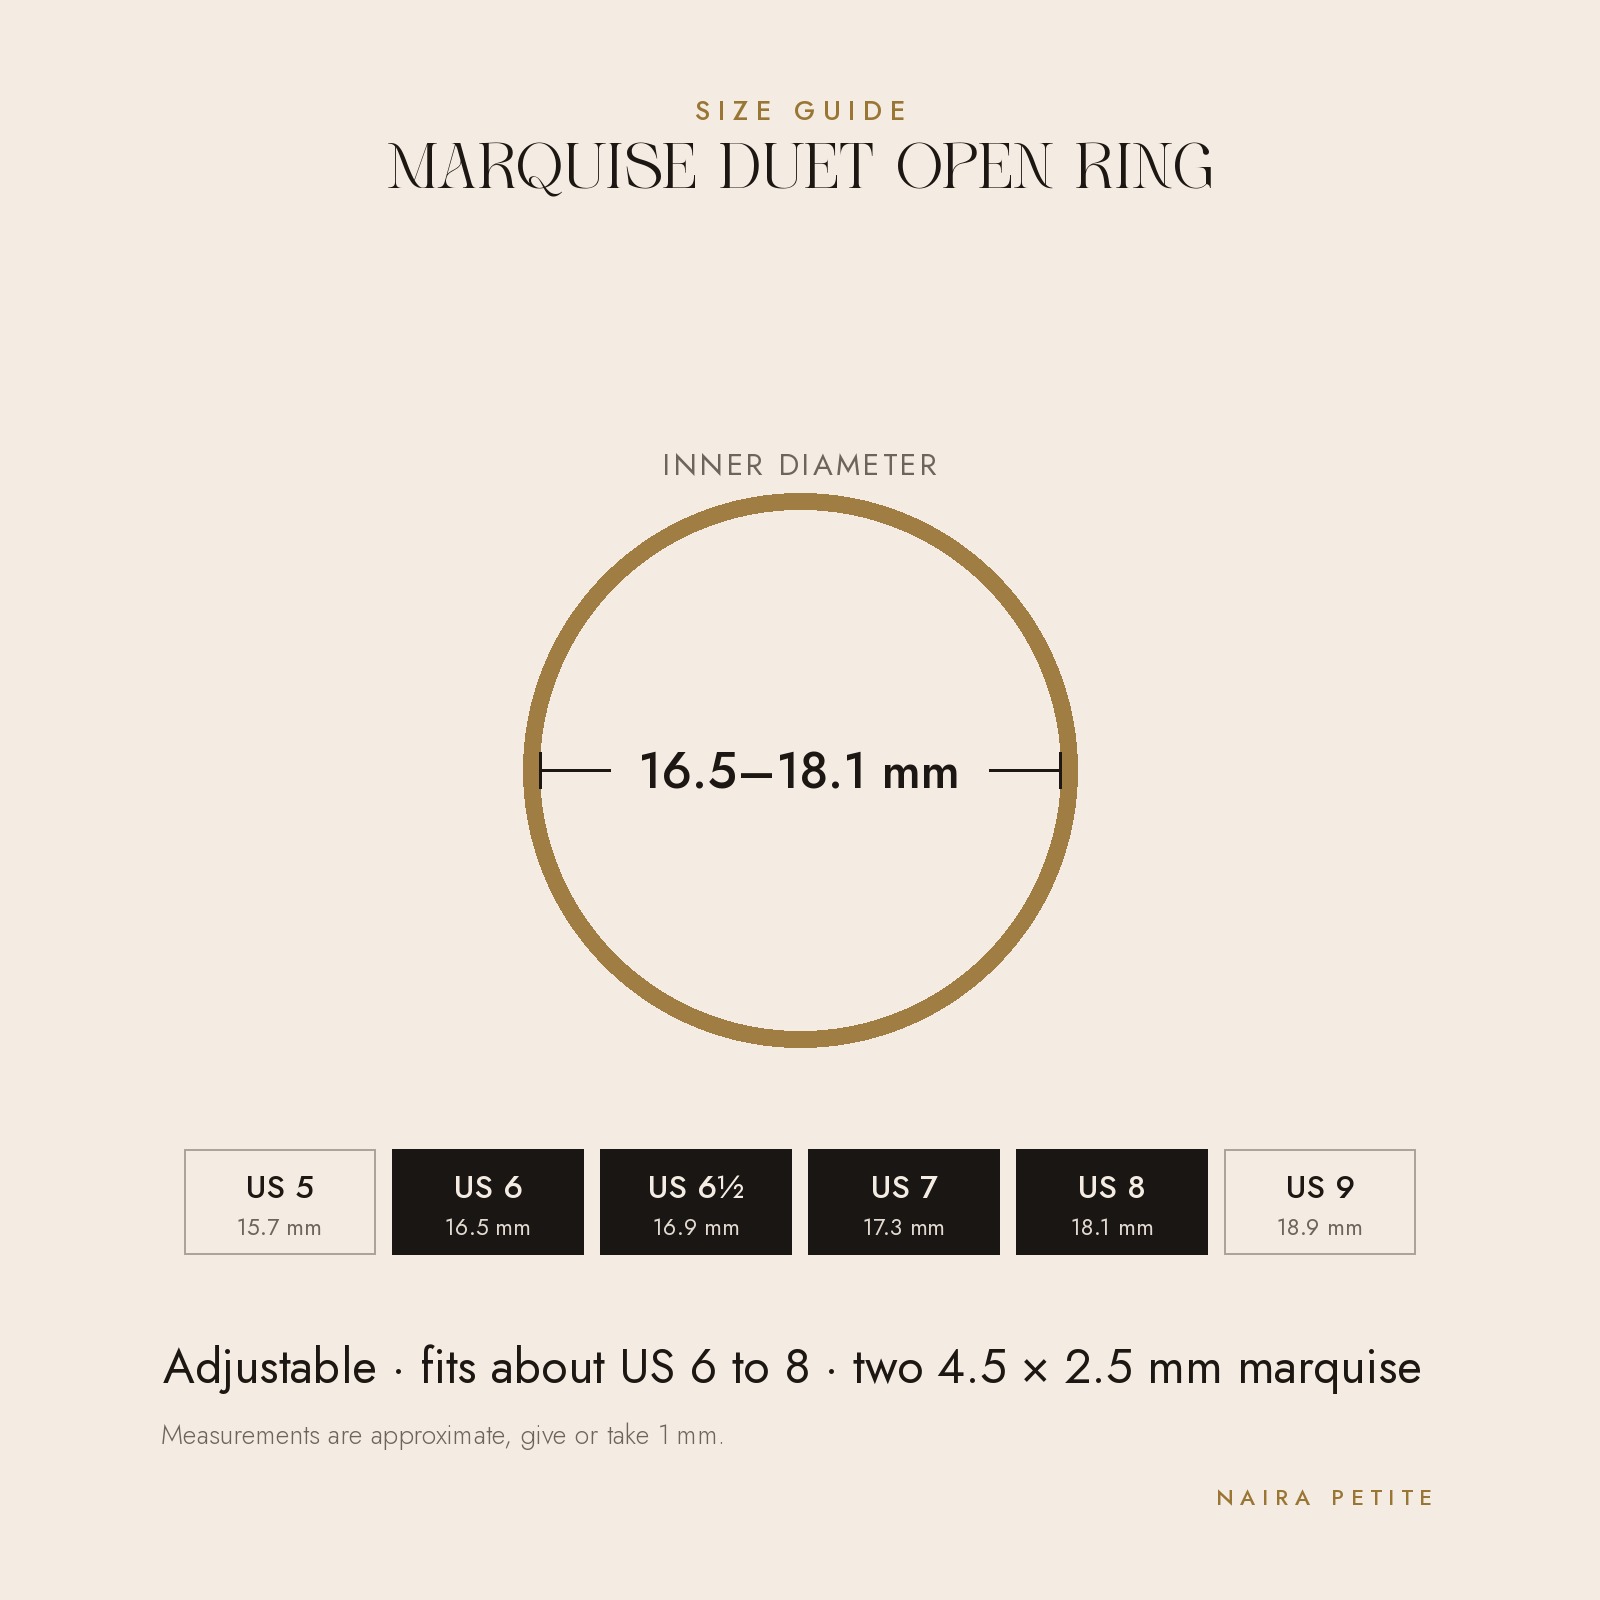 SIZE GUIDE
MARQUISE DUET OPEN RING
INNER DIAMETER
16.5–18.1 mm
US 5
15.7 mm
US 6
16.5 mm
US 6½
16.9 mm
US 7
17.3 mm
US 8
18.1 mm
US 9
18.9 mm
Adjustable · fits about US 6 to 8 · two 4.5 × 2.5 mm marquise
Measurements are approximate, give or take 1 mm.
NAIRA PETITE